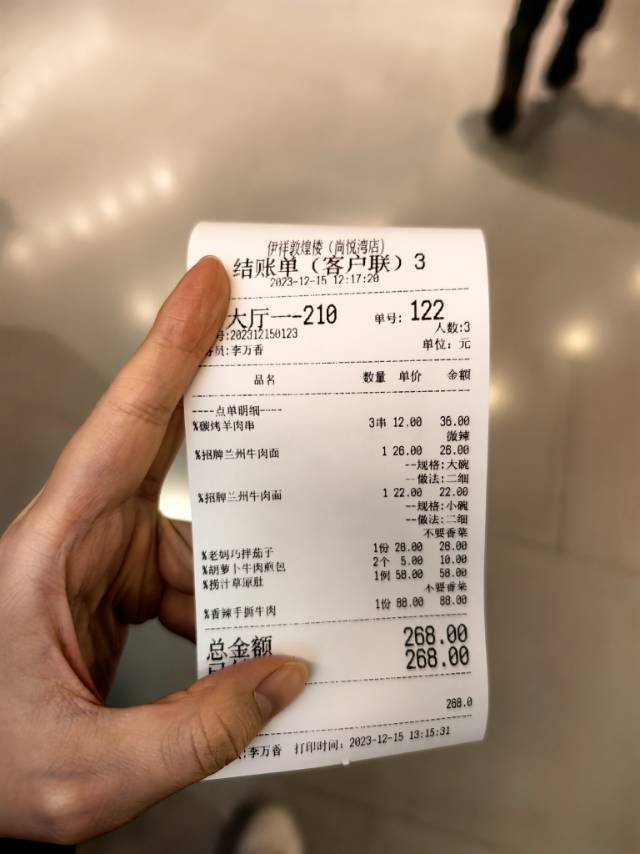 伊祥敦煌楼（尚悦湾店）
结账单（客户联）3
2023-12-15 12:17:20
大厅一-210 单号: 122
号:202312150123 人数:3
员:李万香 单位: 元
品名 数量 单价 金额
----点单明细-----
%碳烤羊肉串 3串 12.00 36.00
微辣
%招牌兰州牛肉面 1 26.00 26.00
--规格:大碗
--做法:二细
%招牌兰州牛肉面 1 22.00 22.00
--规格:小碗
--做法:二细
不要香菜
%老妈巧拌茄子 1份 28.00 28.00
%胡萝卜牛肉煎包 2个 5.00 10.00
%捞汁草原肚 1例 58.00 58.00
不要香菜
%香辣手撕牛肉 1份 88.00 88.00
总金额 268.00
268.00
268.0
:李万香 打印时间: 2023-12-15 13:15:31